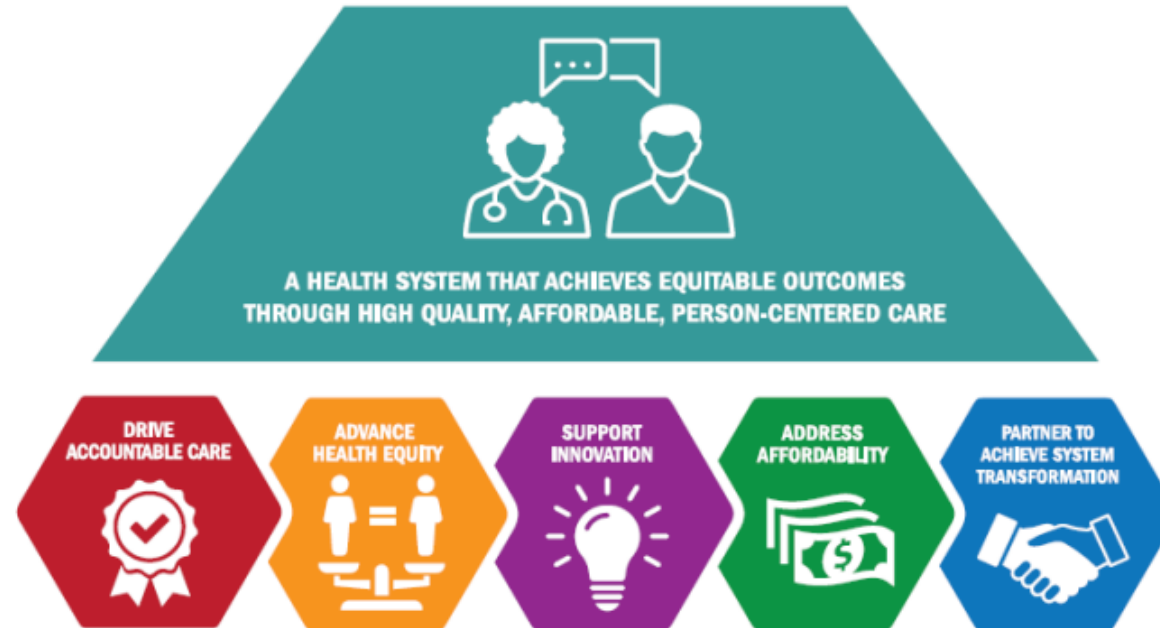 A HEALTH SYSTEM THAT ACHIEVES EQUITABLE OUTCOMES
THROUGH HIGH QUALITY, AFFORDABLE, PERSON-CENTERED CARE
DRIVE
ACCOUNTABLE CARE
ADVANCE
HEALTH EQUITY
SUPPORT
INNOVATION
ADDRESS
AFFORDABILITY
PARTNER TO
ACHIEVE SYSTEM
TRANSFORMATION